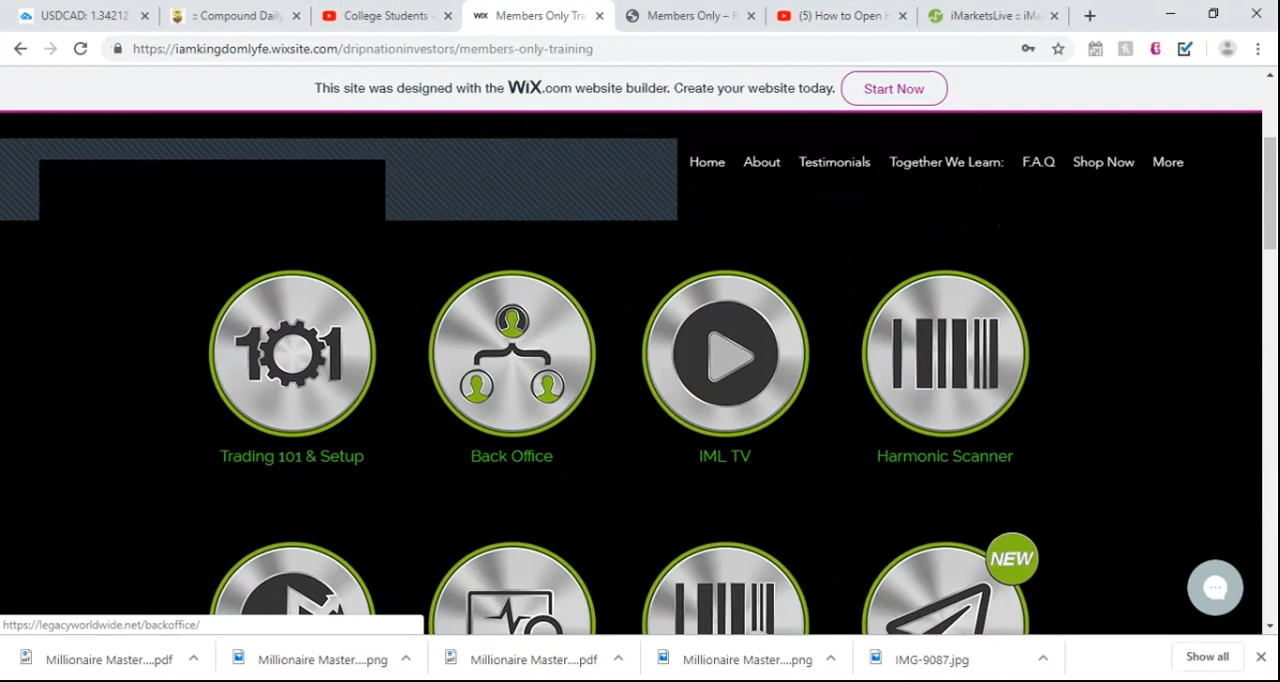 USDCAD: 1.34212
:: Compound Daily
College Students -
WiX Members Only Tra
Members Only – 
(5) How to Open
iMarketsLive :: iMa
https://iamkingdomlyfe.wixsite.com/dripnationinvestors/members-only-training
This site was designed with the WiX.com website builder. Create your website today.
Start Now
Home About Testimonials Together We Learn: F.A.Q Shop Now More
101
Trading 101 & Setup
Back Office
IML TV
Harmonic Scanner
NEW
https://legacyworldwide.net/backoffice/
Millionaire Master....pdf
Millionaire Master....png
Millionaire Master....pdf
Millionaire Master....png
IMG-9087.jpg
Show all